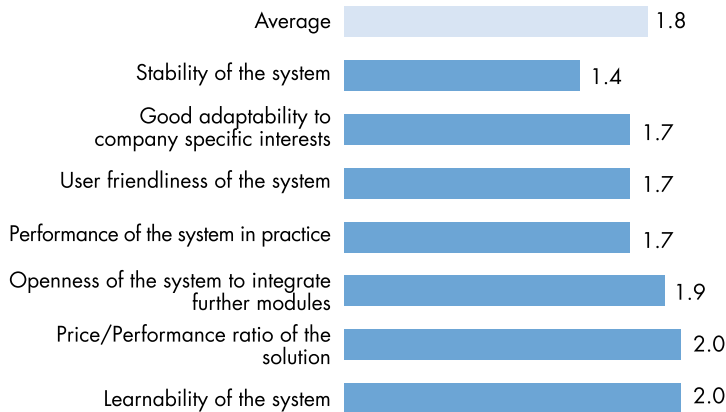 Average 1.8
Stability of the system 1.4
Good adaptability to
company specific interests 1.7
User friendliness of the system 1.7
Performance of the system in practice 1.7
Openness of the system to integrate
further modules 1.9
Price/Performance ratio of the
solution 2.0
Learnability of the system 2.0